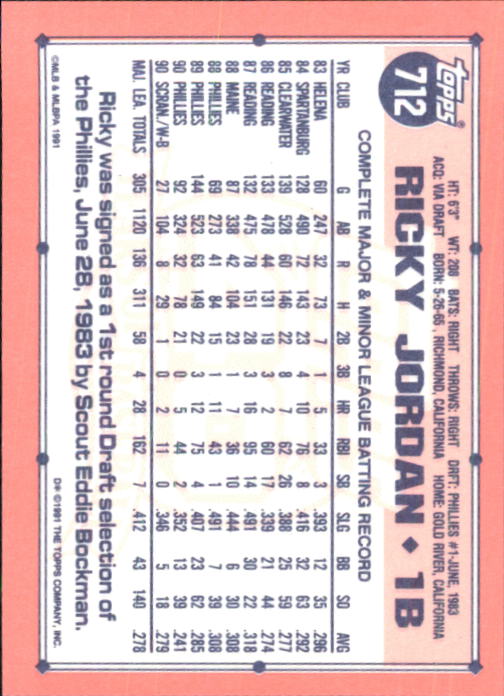 topps®
712
HT: 6'3" WT: 208 BATS: RIGHT THROWS: RIGHT DRFT: PHILLIES #1-JUNE, 1983
ACQ: VIA DRAFT BORN: 5-26-65, RICHMOND, CALIFORNIA HOME: GOLD RIVER, CALIFORNIA
RICKY JORDAN ♦ 1B
COMPLETE MAJOR & MINOR LEAGUE BATTING RECORD
YR CLUB G AB R H 2B 3B HR RBI SB SLG BB SO AVG
83 HELENA 60 247 32 73 7 1 5 33 3 .393 12 35 .296
84 SPARTANBURG 128 490 72 143 23 4 10 76 8 .416 32 63 .292
85 CLEARWATER 139 528 60 146 22 8 7 62 26 .388 25 59 .277
86 READING 133 478 44 131 19 3 2 60 17 .339 21 44 .274
87 READING 132 475 78 151 28 3 16 95 14 .491 30 22 .318
88 MAINE 87 338 42 104 23 1 7 36 10 .444 6 30 .308
88 PHILLIES 69 273 41 84 15 1 11 43 1 .491 7 39 .308
89 PHILLIES 144 523 63 149 22 3 12 75 4 .407 23 62 .285
90 PHILLIES 92 324 32 78 21 0 5 44 2 .352 13 39 .241
90 SCRAN./W-B 27 104 8 29 1 0 2 11 0 .346 5 18 .279
MAJ. LEA. TOTALS 305 1120 136 311 58 4 28 162 7 .412 43 140 .278
Ricky was signed as a 1st round Draft selection of
the Phillies, June 28, 1983 by Scout Eddie Bockman.
©MLB & MLBPA 1991 D* ©1991 THE TOPPS COMPANY, INC.